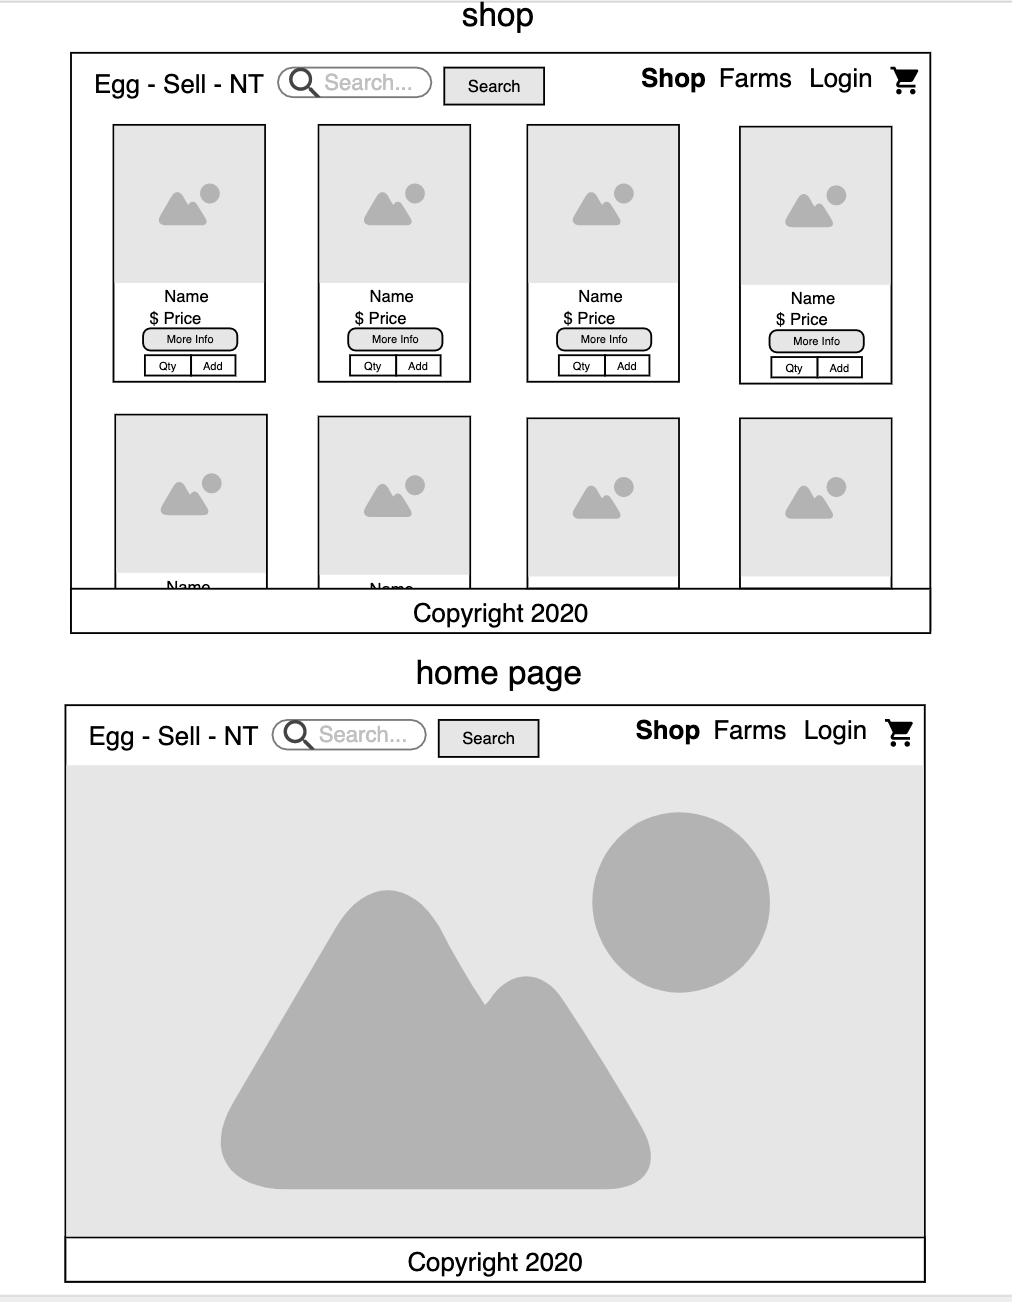 shop
Egg - Sell - NT Search... Search Shop Farms Login
Name Name Name Name
$ Price $ Price $ Price $ Price
More Info More Info More Info More Info
Qty Add Qty Add Qty Add Qty Add
Name Name
Copyright 2020
home page
Egg - Sell - NT Search... Search Shop Farms Login
Copyright 2020